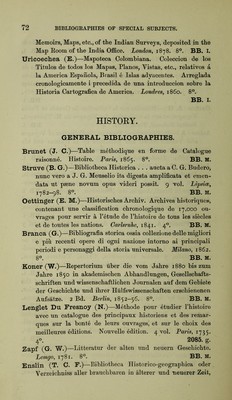 72 BIBLIOGRAPHIES OF SPECIAL SUBJECTS.
Memoirs, Maps, etc., of the Indian Surveys, deposited in the
Map Room of the India Office. London, 1878. 8°. BB. I.
Uricoechea (E.)—Mapoteca Colombiana. Coleccion de los
Títulos de todos los Mapas, Planos, Vistas, etc., relativos á
la America Española, Brasil é Islas adyacentes. Arreglada
cronologicamente i precedida de una introduccion sobre la
Historia Cartografica de America. Londres, 1860. 8°.
BB. I.
HISTORY.
GENERAL BIBLIOGRAPHIES.
Brunet (J. C.)—Table méthodique en forme de Catalogue
raisonné. Histoire. Paris, 1865. 8°. BB. M.
Struve (B. G.)—Bibliotheca Historica . . . aucta a C. G. Budero,
nunc vero a J. G. Meuselio ita digesta amplificata et emen-
data ut pæne novum opus videri possit. 9 vol. Lipsiæ,
1782-98. 8°. BB. M.
Oettinger (E. M.)—Historisches Archiv. Archives historiques,
contenant une classification chronologique de 17,000 ou-
vrages pour servir à l'étude de l'histoire de tous les siècles
et de toutes les nations. Carlsruhe, 1841. 4°. BB. M.
Branca (G.)—Bibliografia storica ossia collezione delle migliori
e più recenti opere di ogni nazione intorno ai principali
periodi e personaggi della storia universale. Milano, 1862.
8°. BB. M.
Koner (W.)—Repertorium über die vom Jahre 1880 bis zum
Jahre 1850 in akademischen Abhandlungen, Gesellschafts-
schriften und wissenschaftlichen Journalen auf dem Gebiete
der Geschichte und ihrer Hülfswissenschaften erschienenen
Aufsätze. 2 Bd. Berlin, 1852-56. 8°. BB. M.
Lenglet Du Fresnoy (N.)—Méthode pour étudier l'histoire
avec un catalogue des principaux historiens et des remar-
ques sur la bonté de leurs ouvrages, et sur le choix des
meilleures éditions. Nouvelle édition. 4 vol. Paris, 1735.
4°. 2085. g.
Zapf (G. W.)—Litteratur der alten und neuern Geschichte.
Lemgo, 1781. 8°. BB. M.
Enslin (T. C. F.)—Bibliotheca Historico-geographica oder
Verzeichniss aller brauchbaren in älterer und neuerer Zeit,